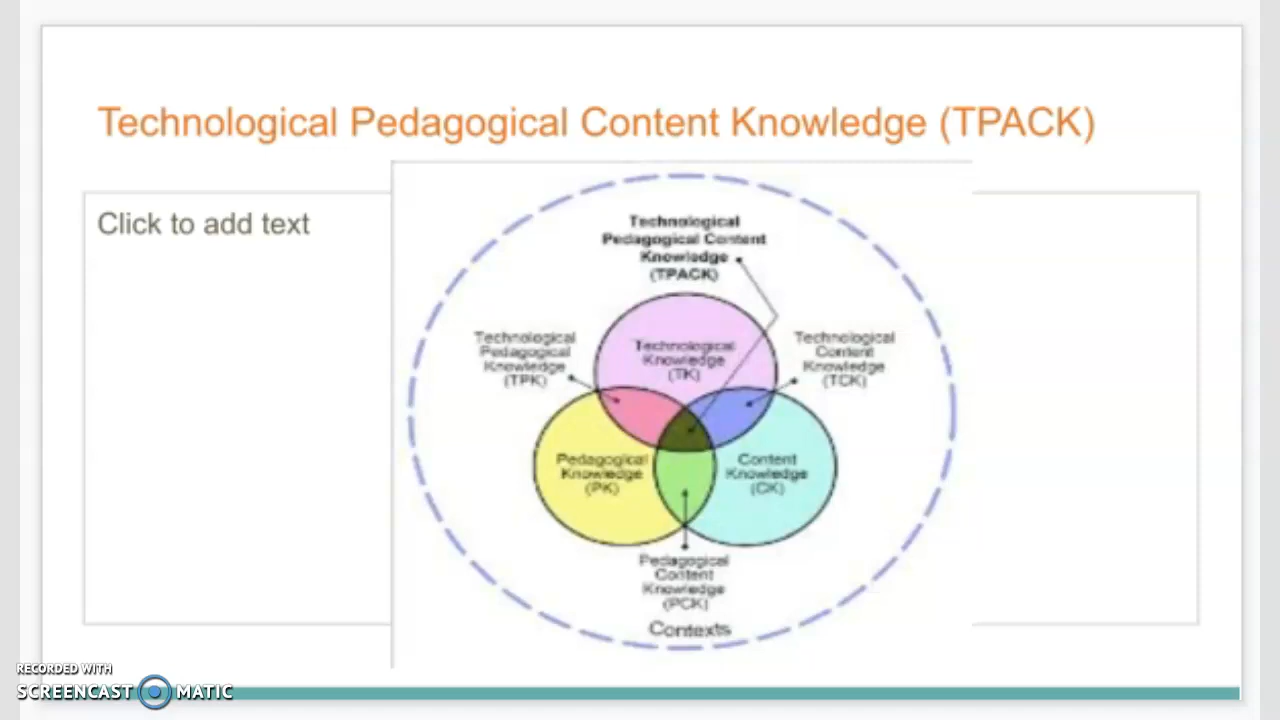 Technological Pedagogical Content Knowledge (TPACK)
Click to add text
Technological
Pedagogical Content
Knowledge
(TPACK)
Technological
Pedagogical
Knowledge
(TPK)
Technological
Knowledge
(TK)
Technological
Content
Knowledge
(TCK)
Pedagogical
Knowledge
(PK)
Content
Knowledge
(CK)
Pedagogical
Content
Knowledge
(PCK)
Contexts
RECORDED WITH
SCREENCAST MATIC